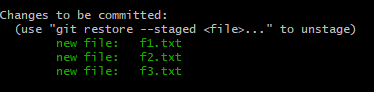 Changes to be committed:
  (use "git restore --staged <file>..." to unstage)
        new file:   f1.txt
        new file:   f2.txt
        new file:   f3.txt